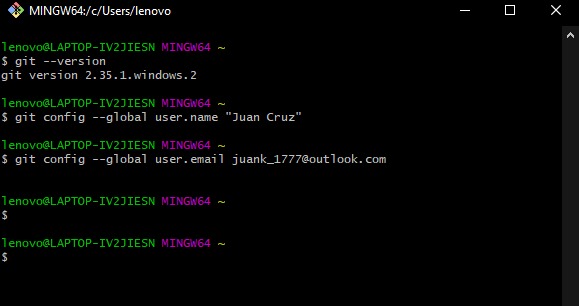 MINGW64:/c/Users/lenovo
lenovo@LAPTOP-IV2JIESN MINGW64 ~
$ git --version
git version 2.35.1.windows.2
lenovo@LAPTOP-IV2JIESN MINGW64 ~
$ git config --global user.name "Juan Cruz"
lenovo@LAPTOP-IV2JIESN MINGW64 ~
$ git config --global user.email juank_1777@outlook.com
lenovo@LAPTOP-IV2JIESN MINGW64 ~
$
lenovo@LAPTOP-IV2JIESN MINGW64 ~
$